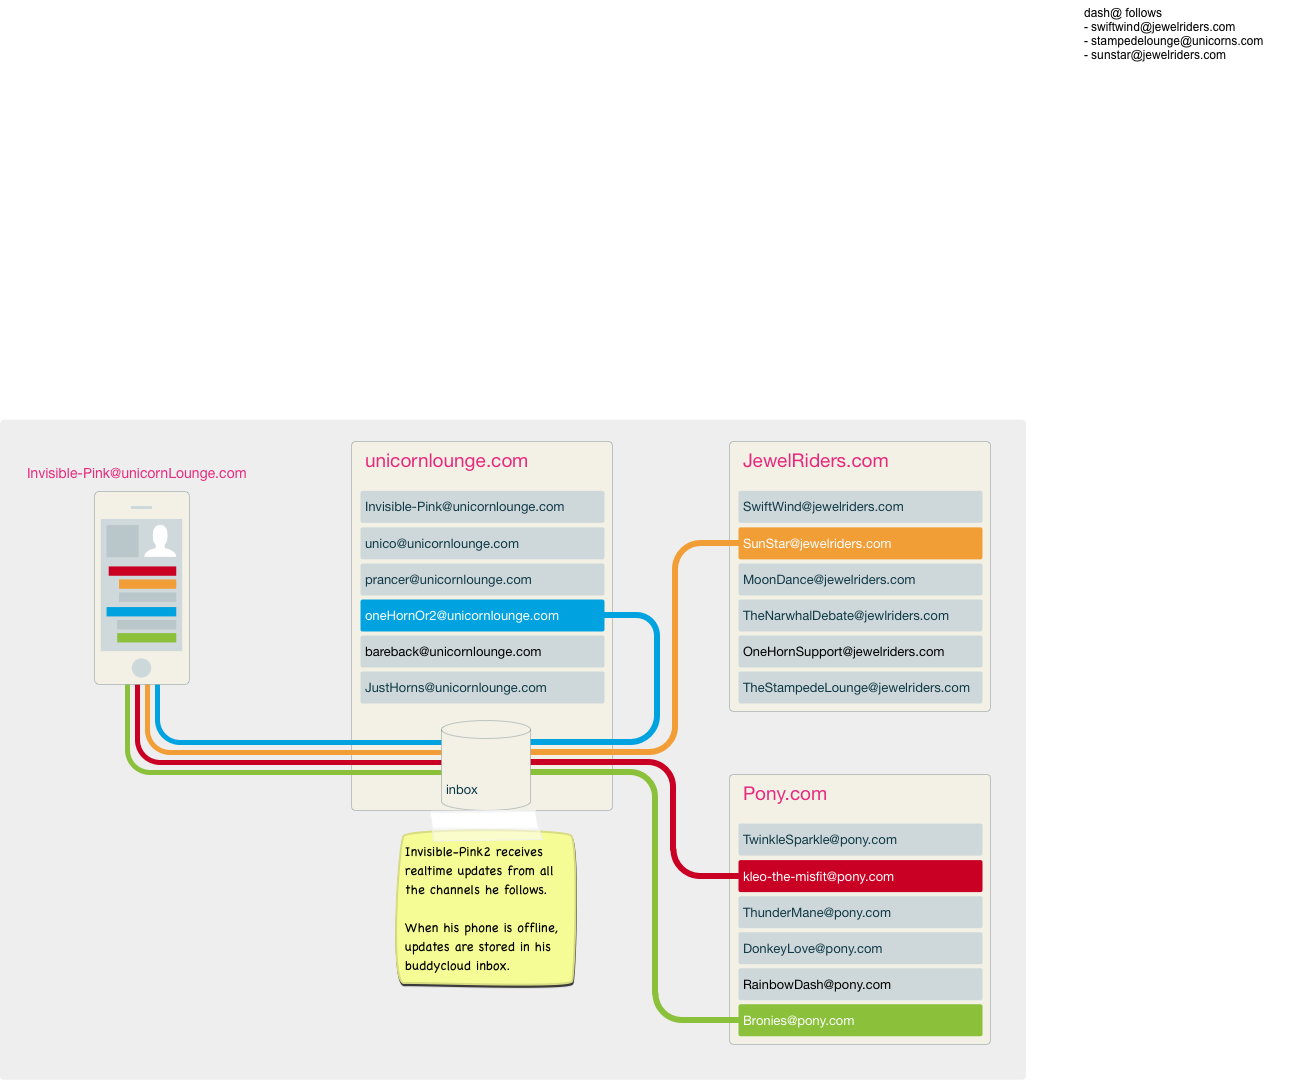 dash@ follows
- swiftwind@jewelriders.com
- stampedelounge@unicorns.com
- sunstar@jewelriders.com
Invisible-Pink@unicornLounge.com
unicornlounge.com
Invisible-Pink@unicornlounge.com
unico@unicornlounge.com
prancer@unicornlounge.com
oneHornOr2@unicornlounge.com
bareback@unicornlounge.com
JustHorns@unicornlounge.com
inbox
Invisible-Pink2 receives
realtime updates from all
the channels he follows.
When his phone is offline,
updates are stored in his
buddycloud inbox.
JewelRiders.com
SwiftWind@jewelriders.com
SunStar@jewelriders.com
MoonDance@jewelriders.com
TheNarwhalDebate@jewlriders.com
OneHornSupport@jewelriders.com
TheStampedeLounge@jewelriders.com
Pony.com
TwinkleSparkle@pony.com
kleo-the-misfit@pony.com
ThunderMane@pony.com
DonkeyLove@pony.com
RainbowDash@pony.com
Bronies@pony.com